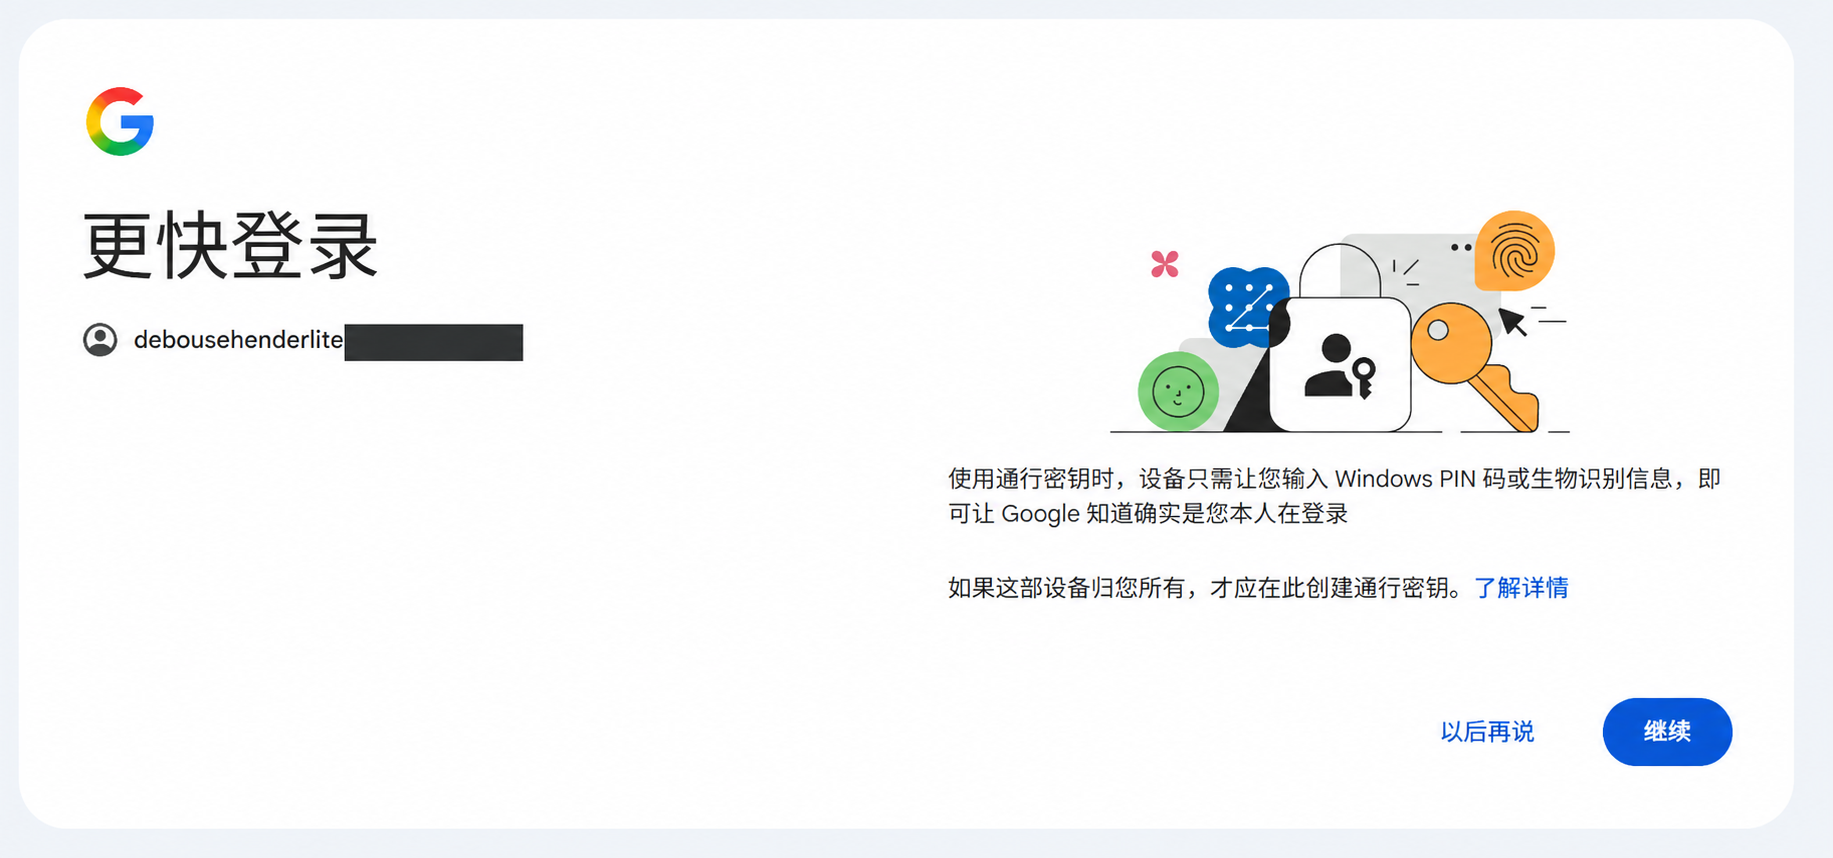 更快登录
debousehenderlite
使用通行密钥时，设备只需让您输入 Windows PIN 码或生物识别信息，即
可让 Google 知道确实是您本人在登录
如果这部设备归您所有，才应在此创建通行密钥。了解详情
以后再说
继续